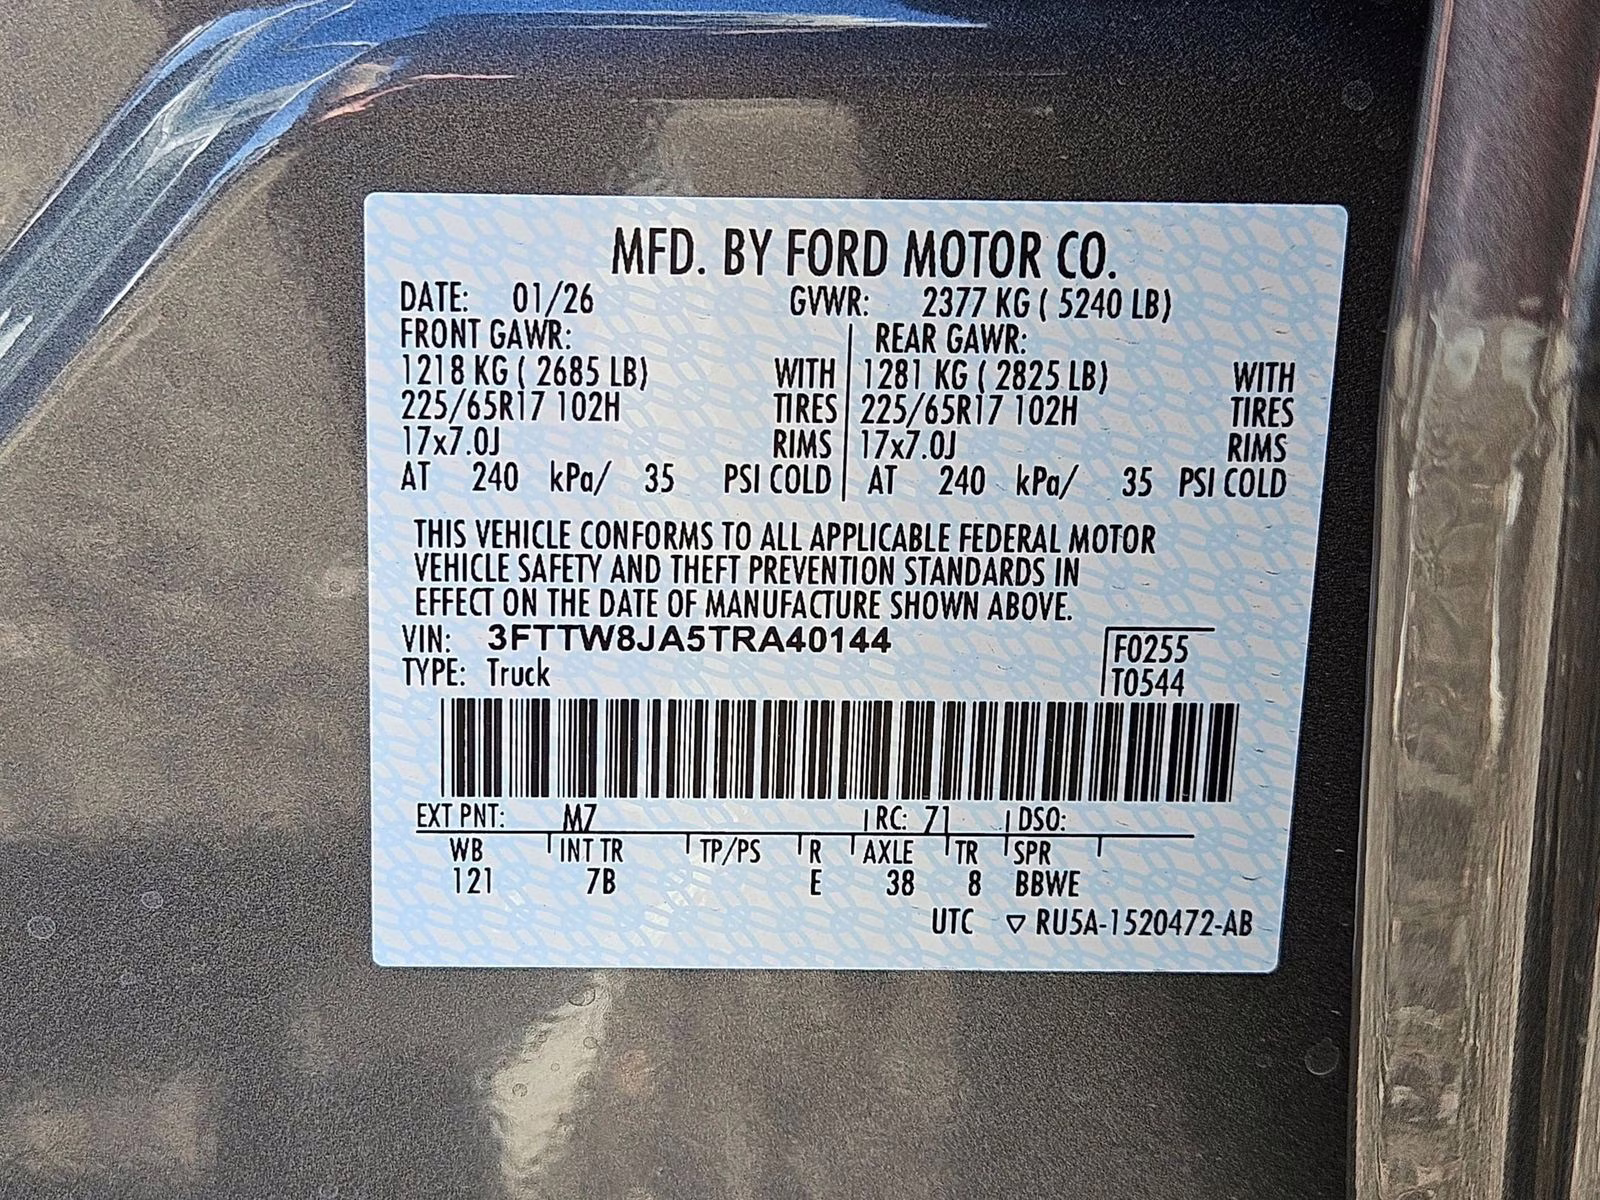 MFD. BY FORD MOTOR CO.
DATE: 01/26 GVWR: 2377 KG ( 5240 LB)
FRONT GAWR: REAR GAWR:
1218 KG ( 2685 LB) WITH 1281 KG ( 2825 LB) WITH
225/65R17 102H TIRES 225/65R17 102H TIRES
17x7.0J RIMS 17x7.0J RIMS
AT 240 kPa/ 35 PSI COLD AT 240 kPa/ 35 PSI COLD
THIS VEHICLE CONFORMS TO ALL APPLICABLE FEDERAL MOTOR
VEHICLE SAFETY AND THEFT PREVENTION STANDARDS IN
EFFECT ON THE DATE OF MANUFACTURE SHOWN ABOVE.
VIN: 3FTTW8JA5TRA40144 F0255
TYPE: Truck T0544
EXT PNT: M7 RC: 71 DSO:
WB INT TR TP/PS R AXLE TR SPR
121 7B E 38 8 BBWE
UTC ▽ RU5A-1520472-AB